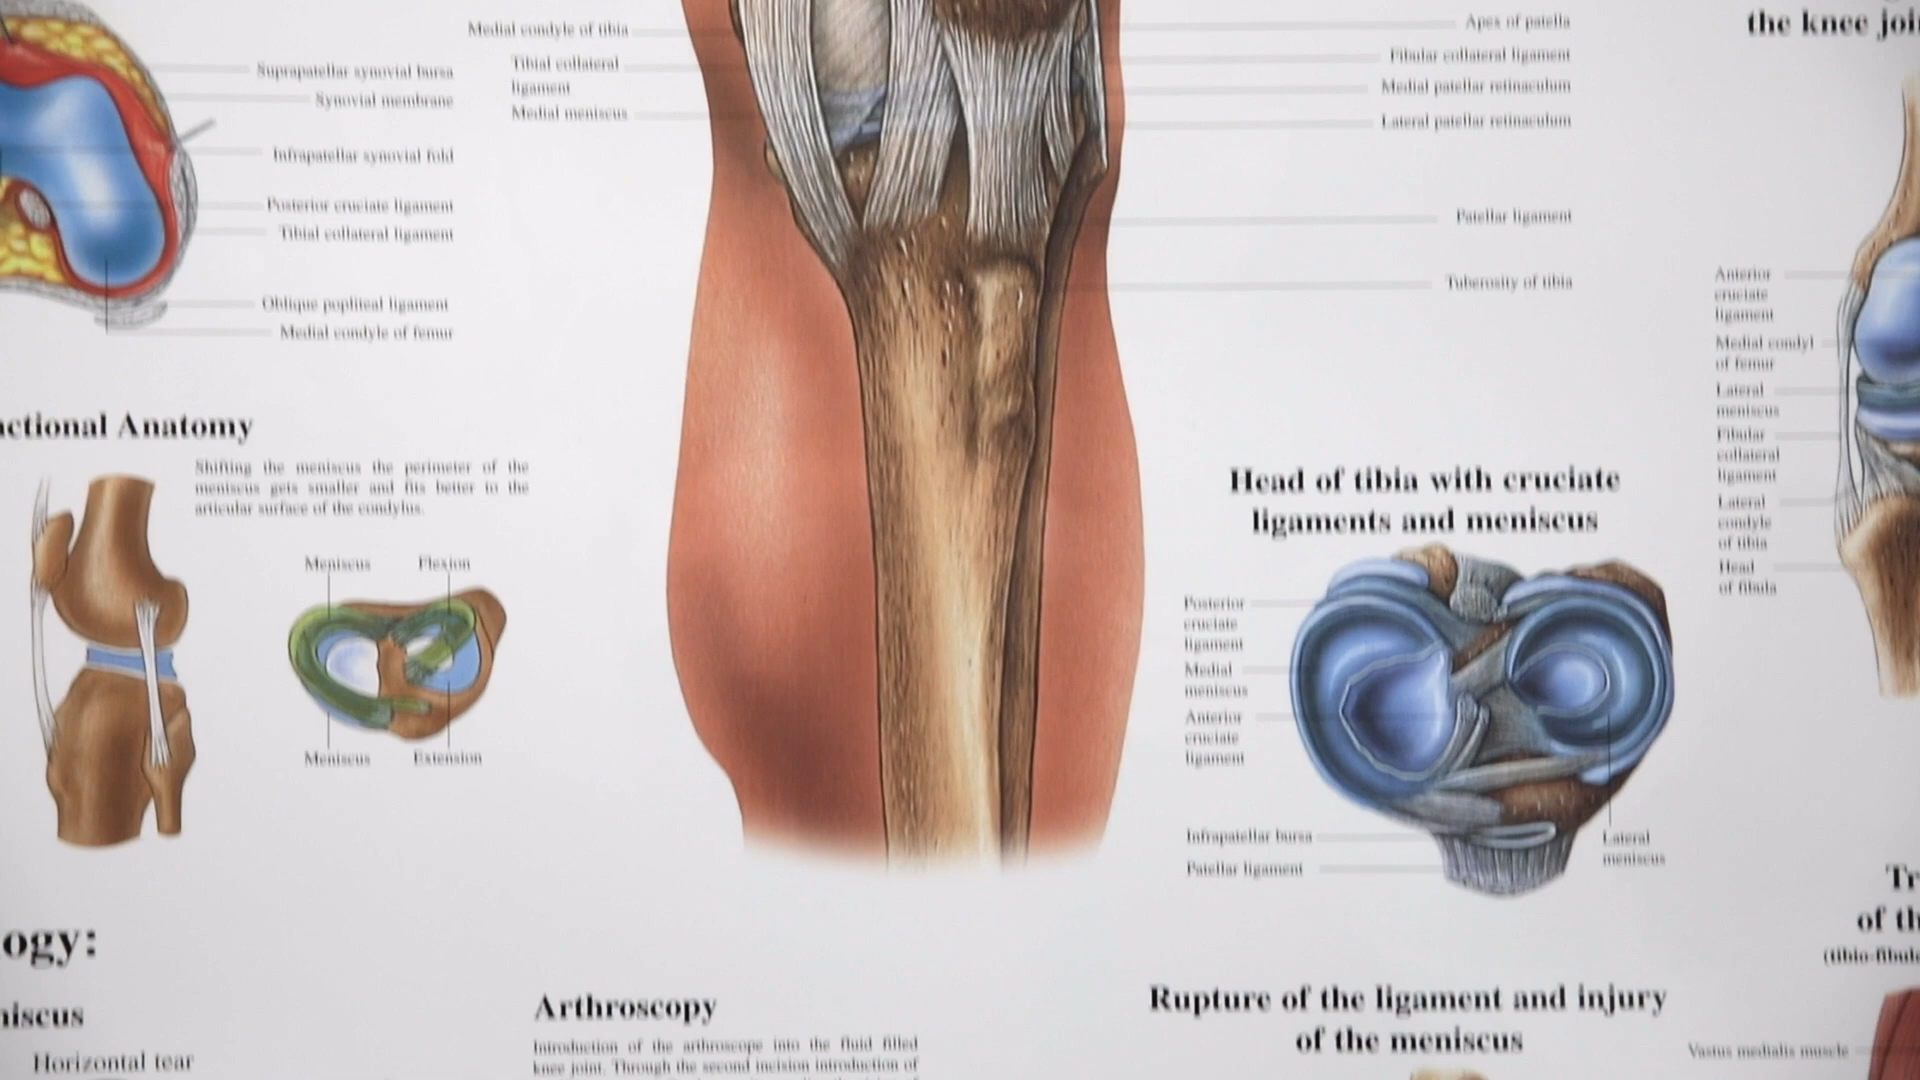 Medial condyle of tibia
Tibial collateral
ligament
Medial meniscus
Suprapatellar synovial bursa
Synovial membrane
Infrapatellar synovial fold
Posterior cruciate ligament
Tibial collateral ligament
Oblique popliteal ligament
Medial condyle of femur
Apex of patella
Fibular collateral ligament
Medial patellar retinaculum
Lateral patellar retinaculum
Patellar ligament
Tuberosity of tibia
the knee joi
Anterior
cruciate
ligament
Medial condyl
of femur
Lateral
meniscus
Fibular
collateral
ligament
Lateral
condyle
of tibia
Head
of fibula
ctional Anatomy
Shifting the meniscus the perimeter of the
meniscus gets smaller and fits better to the
articular surface of the condylus.
Meniscus
Flexion
Meniscus
Extension
Head of tibia with cruciate
ligaments and meniscus
Posterior
cruciate
ligament
Medial
meniscus
Anterior
cruciate
ligament
Infrapatellar bursa
Patellar ligament
Lateral
meniscus
ogy:
niscus
Horizontal tear
Arthroscopy
Introduction of the arthroscope into the fluid filled
knee joint. Through the second incision introduction of
Rupture of the ligament and injury
of the meniscus
Tr
of th
(tibio-fibul
Vastus medialis muscle